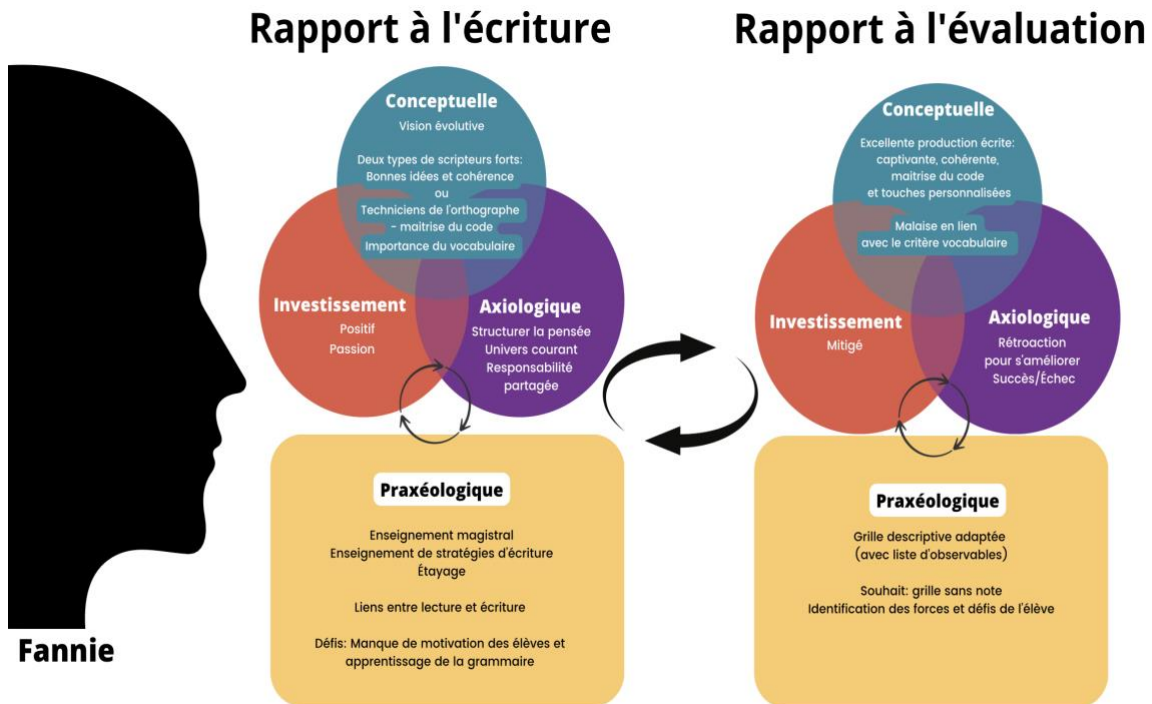 Rapport à l'écriture
Conceptuelle
Vision évolutive
Deux types de scripteurs forts:
Bonnes idées et cohérence
ou
Techniciens de l'orthographe
- maitrise du code
Importance du vocabulaire
Investissement
Positif
Passion
Axiologique
Structurer la pensée
Univers courant
Responsabilité
partagée
Praxéologique
Enseignement magistral
Enseignement de stratégies d'écriture
Étayage
Liens entre lecture et écriture
Défis: Manque de motivation des élèves et
apprentissage de la grammaire
Rapport à l'évaluation
Conceptuelle
Excellente production écrite:
captivante, cohérente,
maitrise du code
et touches personnalisées
Malaise en lien
avec le critère vocabulaire
Investissement
Mitigé
Axiologique
Rétroaction
pour s'améliorer
Succès/Échec
Praxéologique
Grille descriptive adaptée
(avec liste d'observables)
Souhait: grille sans note
Identification des forces et défis de l'élève
Fannie